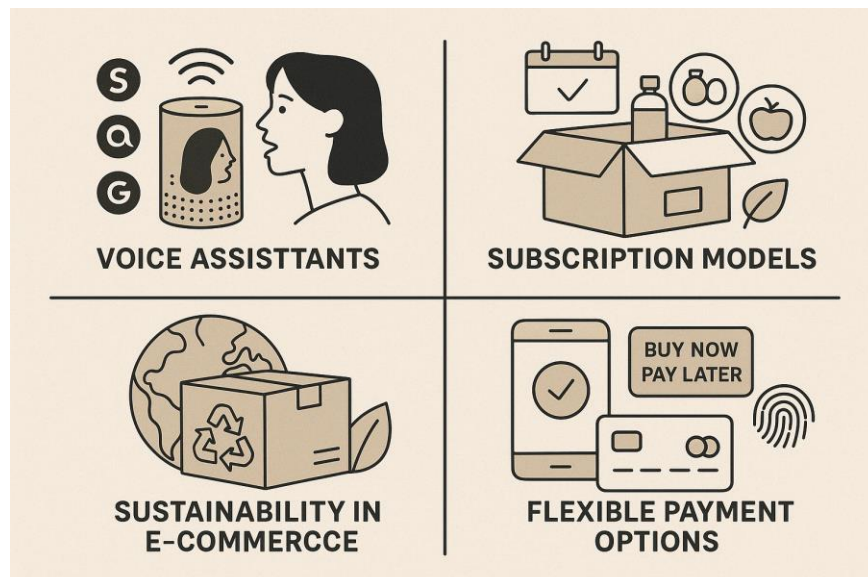 S
a
G
VOICE ASSISTTANTS
SUBSCRIPTION MODELS
SUSTAINABILITY IN
E-COMMERCCE
BUY NOW
PAY LATER
FLEXIBLE PAYMENT
OPTIONS